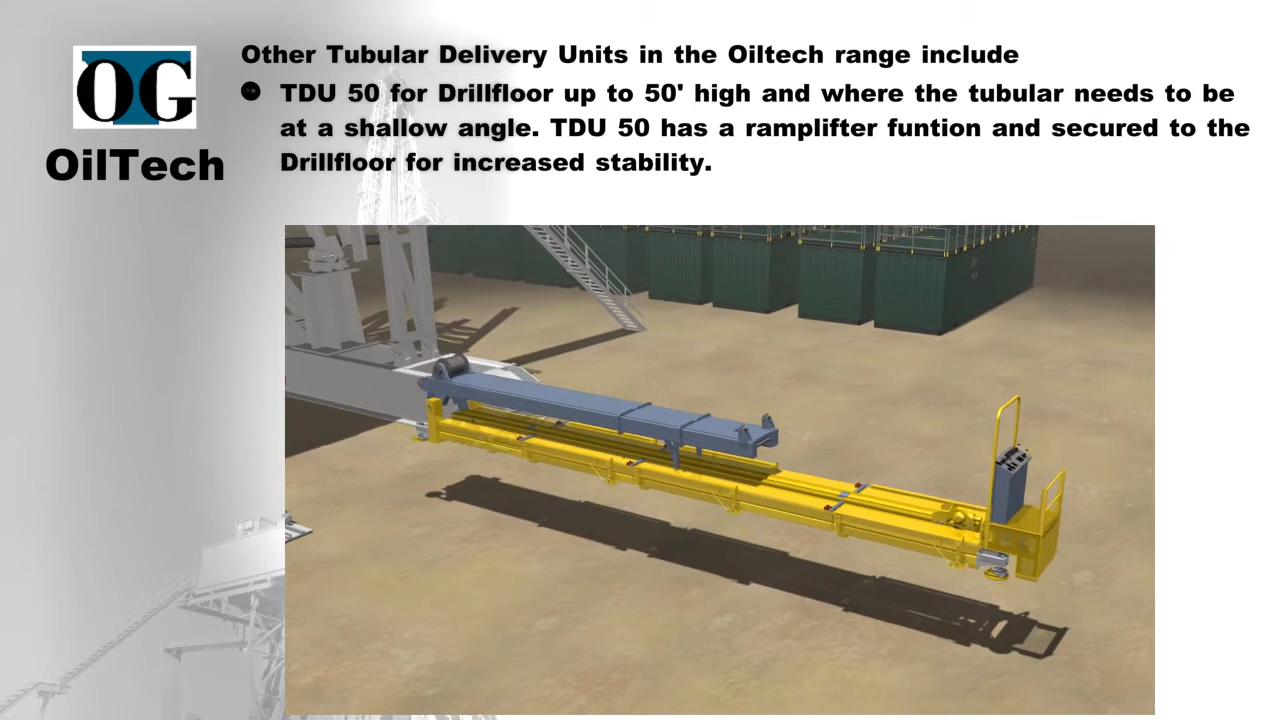 OG
OilTech
Other Tubular Delivery Units in the Oiltech range include
TDU 50 for Drillfloor up to 50' high and where the tubular needs to be
at a shallow angle. TDU 50 has a ramplifter funtion and secured to the
Drillfloor for increased stability.